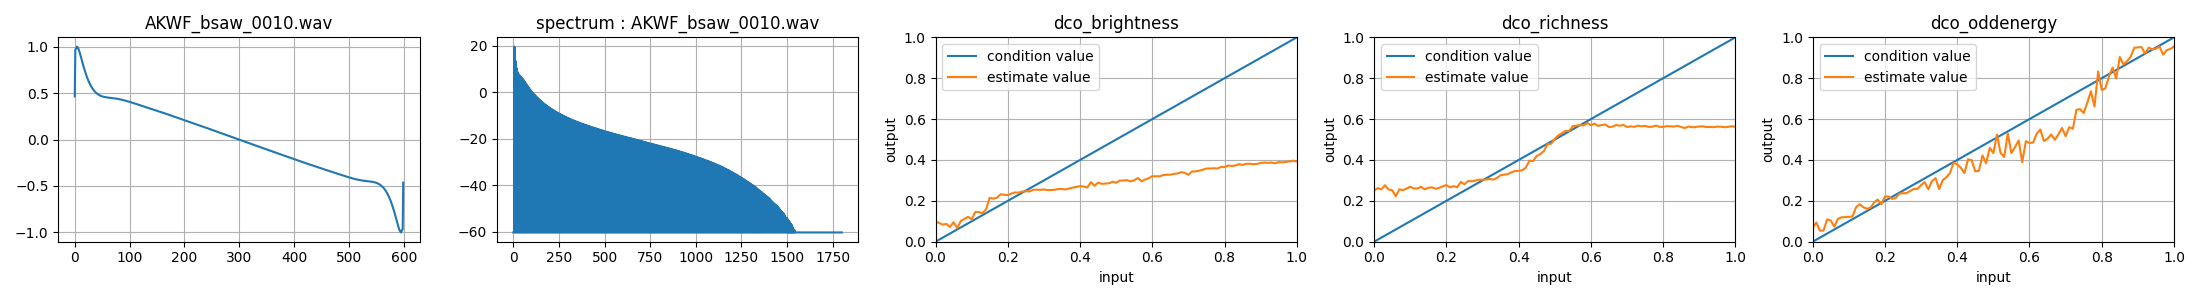 AKWF_bsaw_0010.wav
1.0
0.5
0.0
−0.5
−1.0
0 100 200 300 400 500 600
spectrum : AKWF_bsaw_0010.wav
20
0
−20
−40
−60
0 250 500 750 1000 1250 1500 1750
dco_brightness
condition value
estimate value
output
1.0
0.8
0.6
0.4
0.2
0.0
0.0 0.2 0.4 0.6 0.8 1.0
input
dco_richness
condition value
estimate value
output
1.0
0.8
0.6
0.4
0.2
0.0
0.0 0.2 0.4 0.6 0.8 1.0
input
dco_oddenergy
condition value
estimate value
output
1.0
0.8
0.6
0.4
0.2
0.0
0.0 0.2 0.4 0.6 0.8 1.0
input